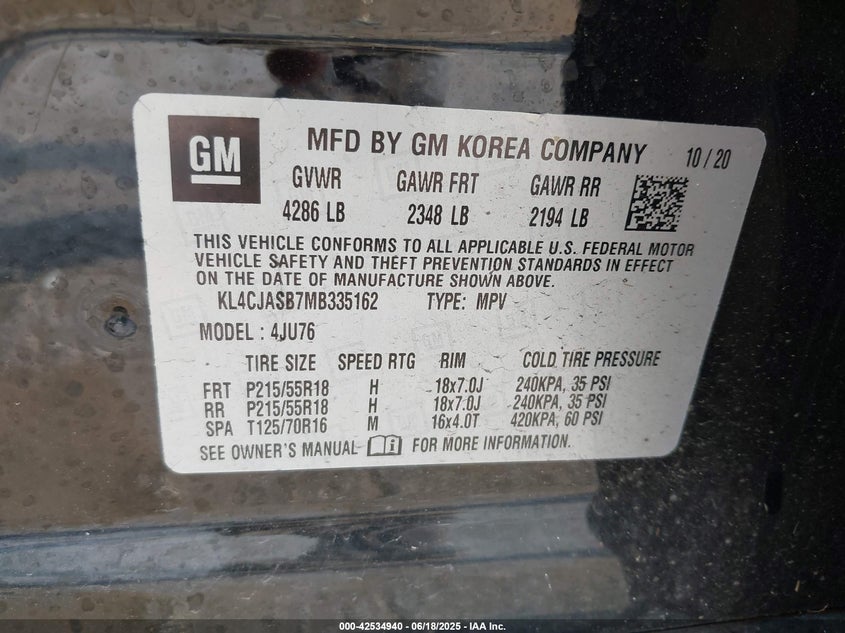 GM MFD BY GM KOREA COMPANY 10/20
GVWR GAWR FRT GAWR RR
4286 LB 2348 LB 2194 LB
THIS VEHICLE CONFORMS TO ALL APPLICABLE U.S. FEDERAL MOTOR
VEHICLE SAFETY AND THEFT PREVENTION STANDARDS IN EFFECT
ON THE DATE OF MANUFACTURE SHOWN ABOVE.
KL4CJASB7MB335162 TYPE: MPV
MODEL : 4JU76
TIRE SIZE SPEED RTG RIM COLD TIRE PRESSURE
FRT P215/55R18 H 18x7.0J 240KPA, 35 PSI
RR P215/55R18 H 18x7.0J 240KPA, 35 PSI
SPA T125/70R16 M 16x4.0T 420KPA, 60 PSI
SEE OWNER'S MANUAL FOR MORE INFORMATION.
000-42534940 - 06/18/2025 - IAA Inc.